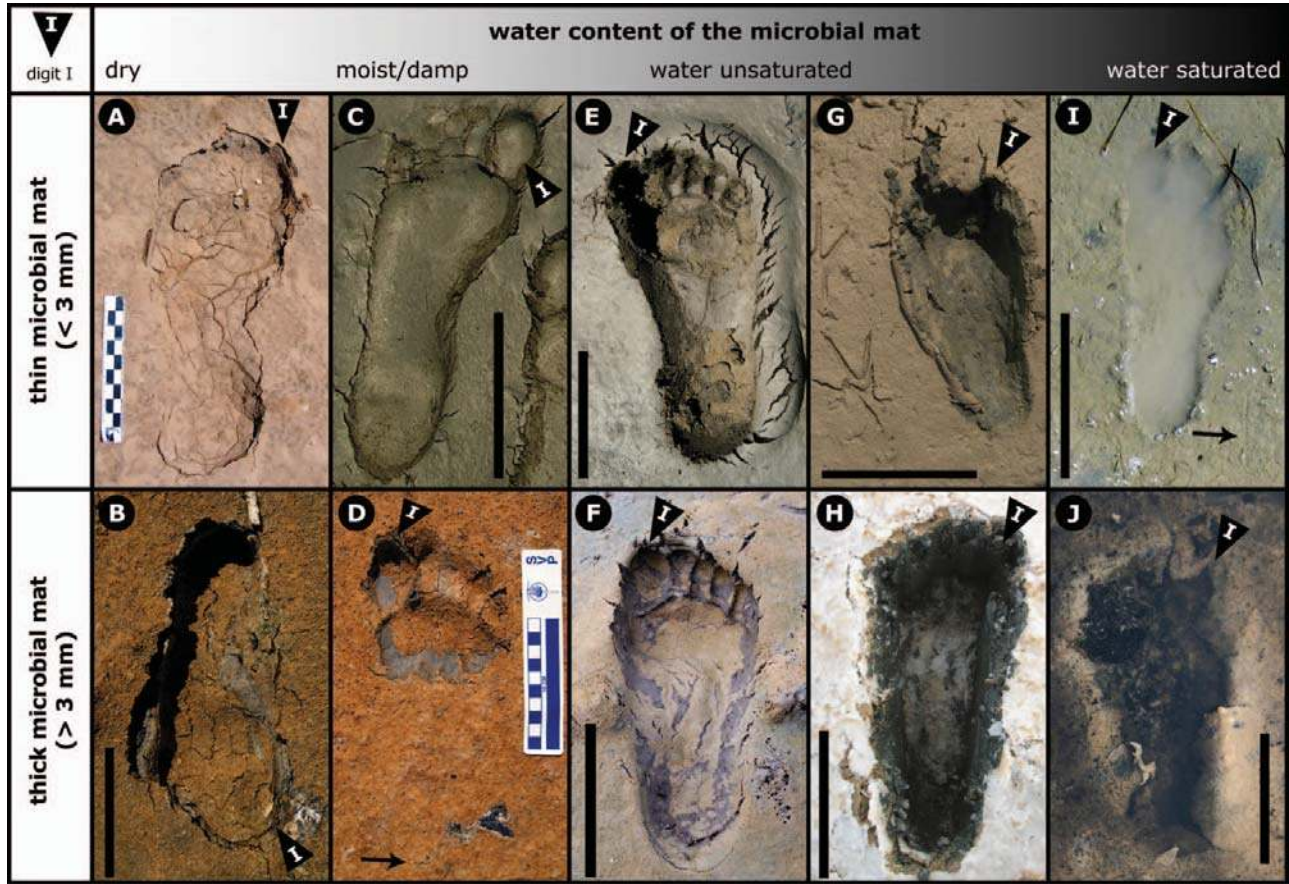 I
digit I
water content of the microbial mat
dry
moist/damp
water unsaturated
water saturated
thin microbial mat
(< 3 mm)
A
I
C
I
E
I
G
I
I
I
thick microbial mat
(> 3 mm)
B
I
D
I
SVP
F
I
H
I
J
I